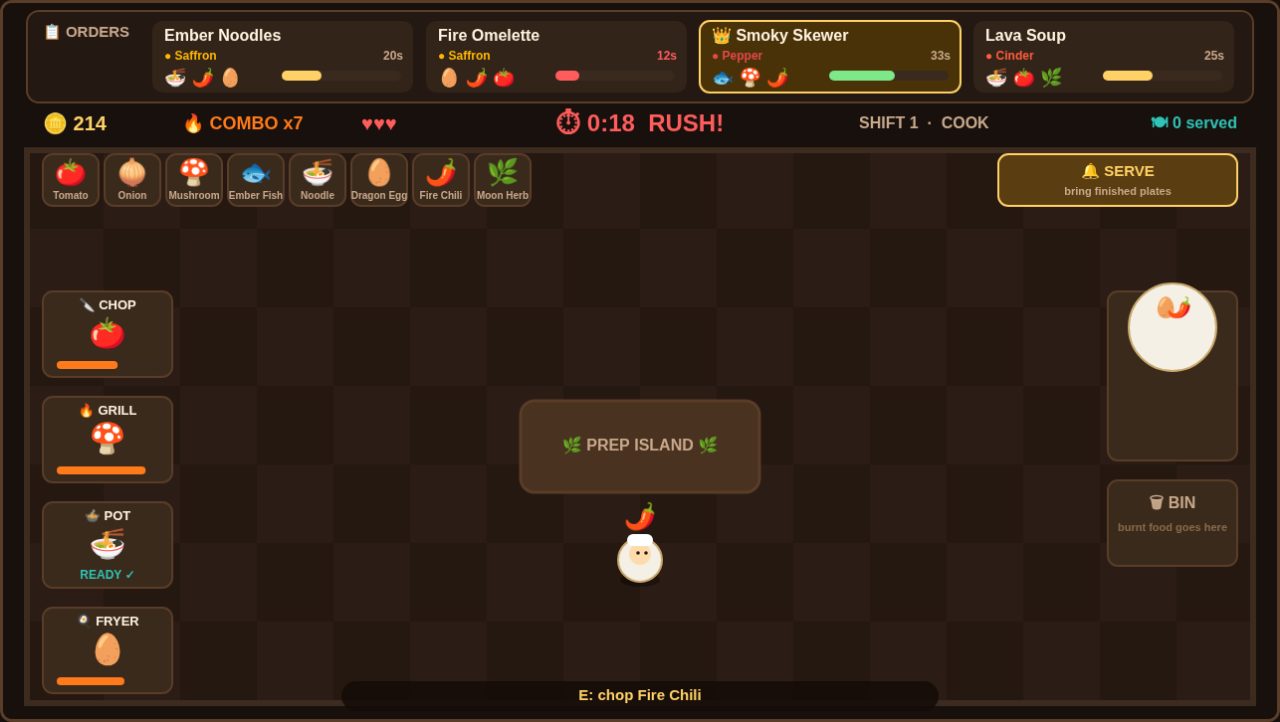 📋 ORDERS
Ember Noodles
● Saffron 20s
Fire Omelette
● Saffron 12s
👑 Smoky Skewer
● Pepper 33s
Lava Soup
● Cinder 25s
🪙 214
🔥 COMBO x7
♥♥♥
⏱ 0:18 RUSH!
SHIFT 1 · COOK
🍽 0 served
Tomato
Onion
Mushroom
Ember Fish
Noodle
Dragon Egg
Fire Chili
Moon Herb
🔔 SERVE
bring finished plates
🔪 CHOP
🔥 GRILL
🍲 POT
READY ✓
🍳 FRYER
🌿 PREP ISLAND 🌿
🗑 BIN
burnt food goes here
E: chop Fire Chili